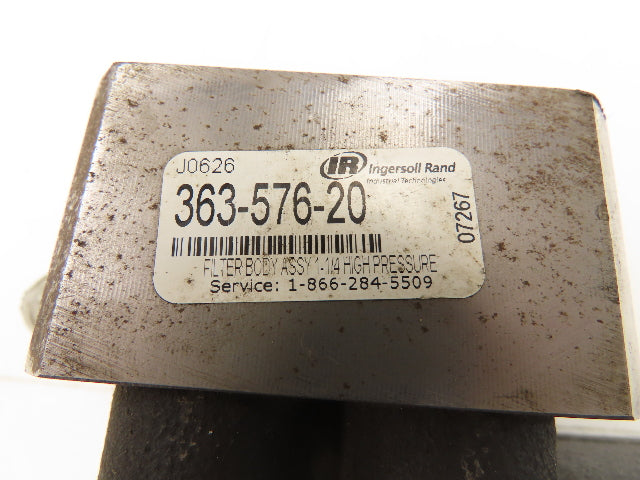 J0626
IR Ingersoll Rand
Industrial Technologies
363-576-20
07267
FILTER BODY ASSY 1-1/4 HIGH PRESSURE
Service: 1-866-284-5509